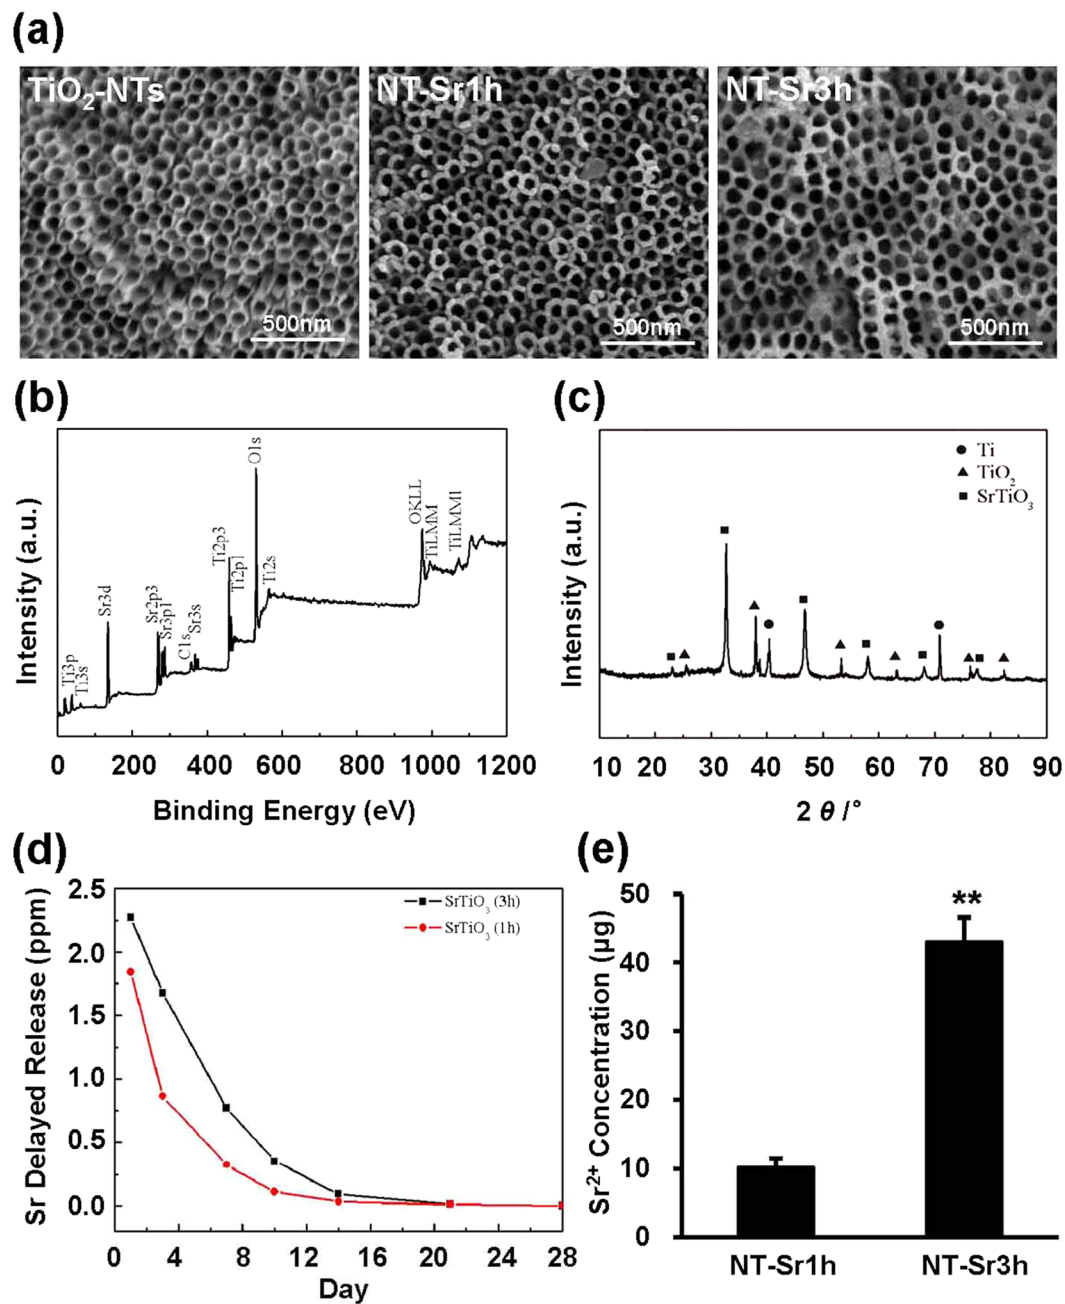 (a)
TiO₂-NTs
NT-Sr1h
NT-Sr3h
500nm
500nm
500nm
(b)
Intensity (a.u.)
Ti3p
Ti3s
Sr3d
Sr2p3
Sr3p1
C1s
Sr3s
Ti2p3
Ti2p1
O1s
Ti2s
OKLL
TiLMM
TiLMM1
0 200 400 600 800 1000 1200
Binding Energy (eV)
(c)
Intensity (a.u.)
Ti
TiO₂
SrTiO₃
10 20 30 40 50 60 70 80 90
2 θ /°
(d)
Sr Delayed Release (ppm)
2.5
2.0
1.5
1.0
0.5
0.0
SrTiO₃ (3h)
SrTiO₃ (1h)
0 4 8 12 16 20 24 28
Day
(e)
Sr²⁺ Concentration (μg)
50
40
30
20
10
0
**
NT-Sr1h NT-Sr3h